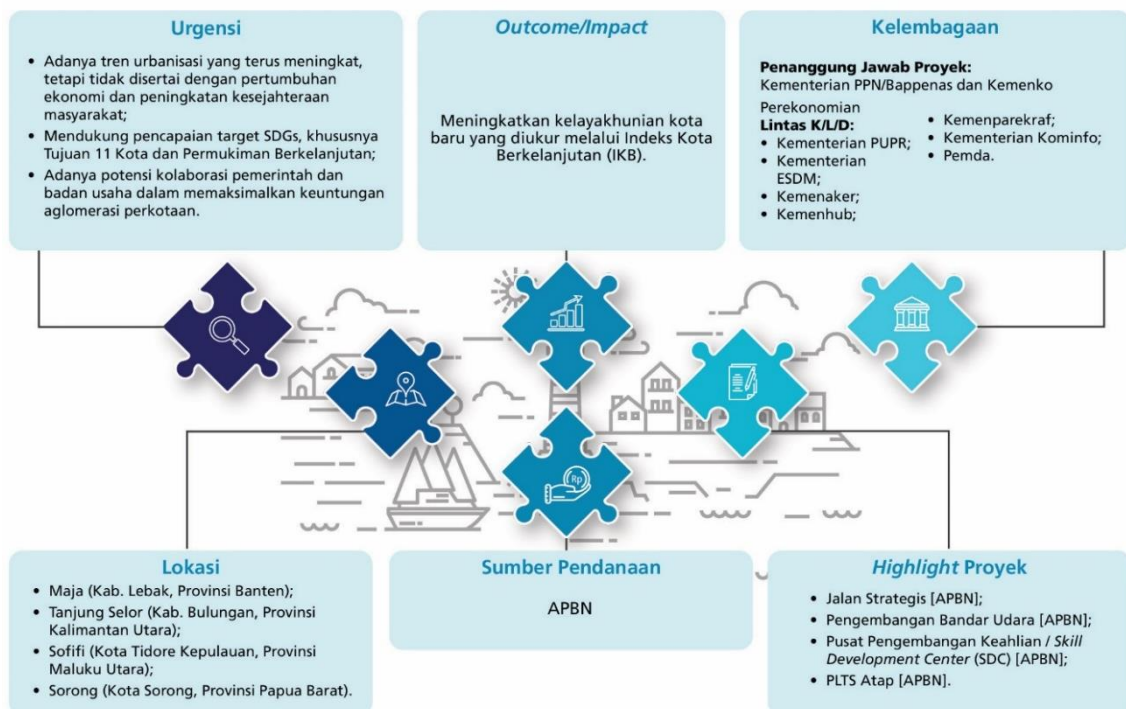 Urgensi
• Adanya tren urbanisasi yang terus meningkat,
tetapi tidak disertai dengan pertumbuhan
ekonomi dan peningkatan kesejahteraan
masyarakat;
• Mendukung pencapaian target SDGs, khususnya
Tujuan 11 Kota dan Permukiman Berkelanjutan;
• Adanya potensi kolaborasi pemerintah dan
badan usaha dalam memaksimalkan keuntungan
aglomerasi perkotaan.
Outcome/Impact
Meningkatkan kelayakhunian kota
baru yang diukur melalui Indeks Kota
Berkelanjutan (IKB).
Kelembagaan
Penanggung Jawab Proyek:
Kementerian PPN/Bappenas dan Kemenko
Perekonomian
Lintas K/L/D:
• Kementerian PUPR;
• Kementerian
ESDM;
• Kemenaker;
• Kemenhub;
• Kemenparekraf;
• Kementerian Kominfo;
• Pemda.
Rp
Lokasi
• Maja (Kab. Lebak, Provinsi Banten);
• Tanjung Selor (Kab. Bulungan, Provinsi
Kalimantan Utara);
• Sofifi (Kota Tidore Kepulauan, Provinsi
Maluku Utara);
• Sorong (Kota Sorong, Provinsi Papua Barat).
Sumber Pendanaan
APBN
Highlight Proyek
• Jalan Strategis [APBN];
• Pengembangan Bandar Udara [APBN];
• Pusat Pengembangan Keahlian / Skill
Development Center (SDC) [APBN];
• PLTS Atap [APBN].